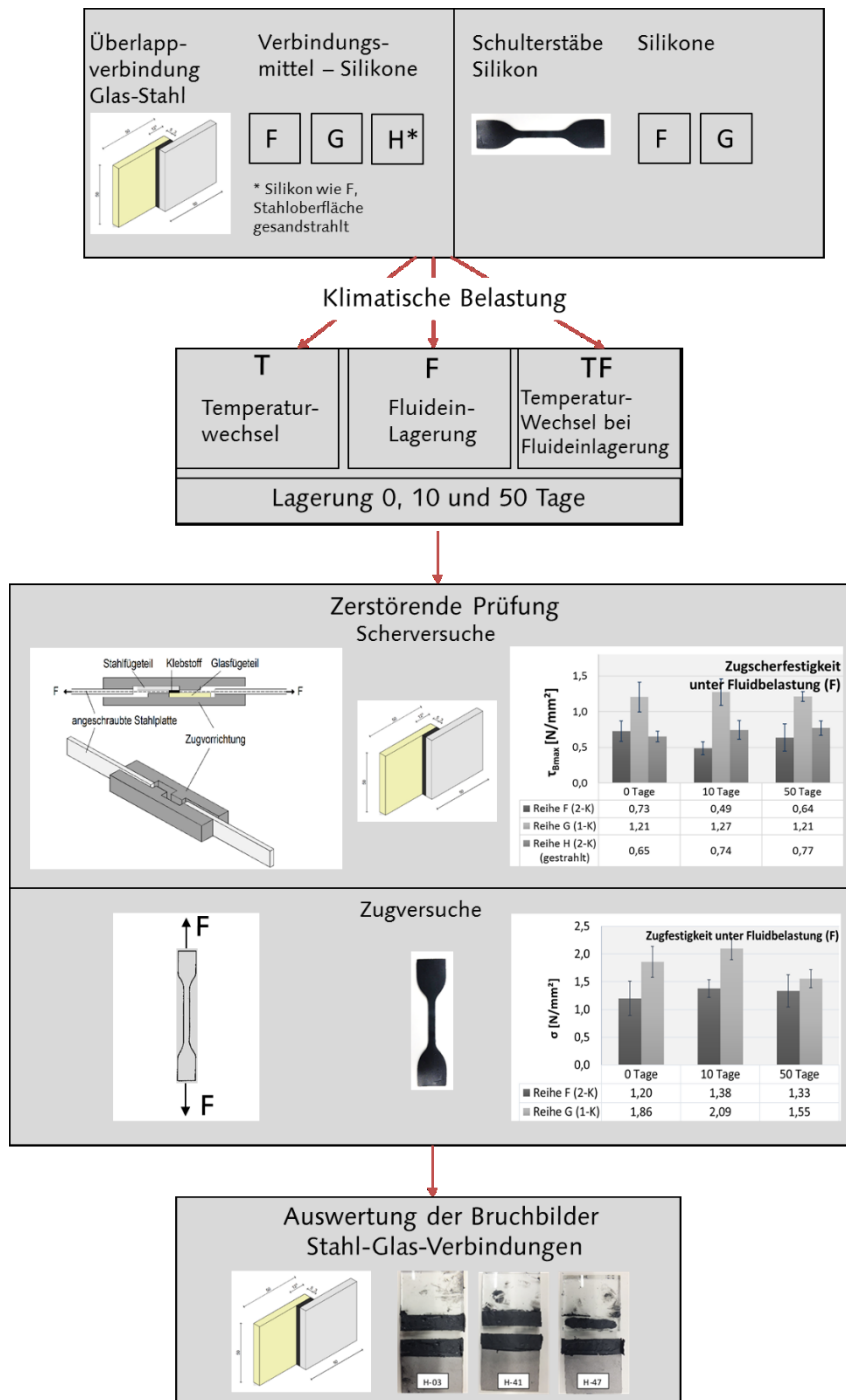 Überlapp-
verbindung
Glas-Stahl
Verbindungs-
mittel – Silikone
F G H*
* Silikon wie F,
Stahloberfläche
gesandstrahlt
Schulterstäbe
Silikon
Silikone
F G
Klimatische Belastung
T
Temperatur-
wechsel
F
Fluidein-
Lagerung
TF
Temperatur-
Wechsel bei
Fluideinlagerung
Lagerung 0, 10 und 50 Tage
Zerstörende Prüfung
Scherversuche
Stahlfügeteil Klebstoff Glasfügeteil
F F
angeschraubte Stahlplatte
Zugvorrichtung
Zugscherfestigkeit
unter Fluidbelastung (F)
τBmax [N/mm²]
1,5
1,0
0,5
0,0
0 Tage 10 Tage 50 Tage
Reihe F (2-K) 0,73 0,49 0,64
Reihe G (1-K) 1,21 1,27 1,21
Reihe H (2-K) 0,65 0,74 0,77
(gestrahlt)
Zugversuche
F
F
Zugfestigkeit unter Fluidbelastung (F)
σ [N/mm²]
2,5
2,0
1,5
1,0
0,5
0,0
0 Tage 10 Tage 50 Tage
Reihe F (2-K) 1,20 1,38 1,33
Reihe G (1-K) 1,86 2,09 1,55
Auswertung der Bruchbilder
Stahl-Glas-Verbindungen
H-03 H-41 H-47